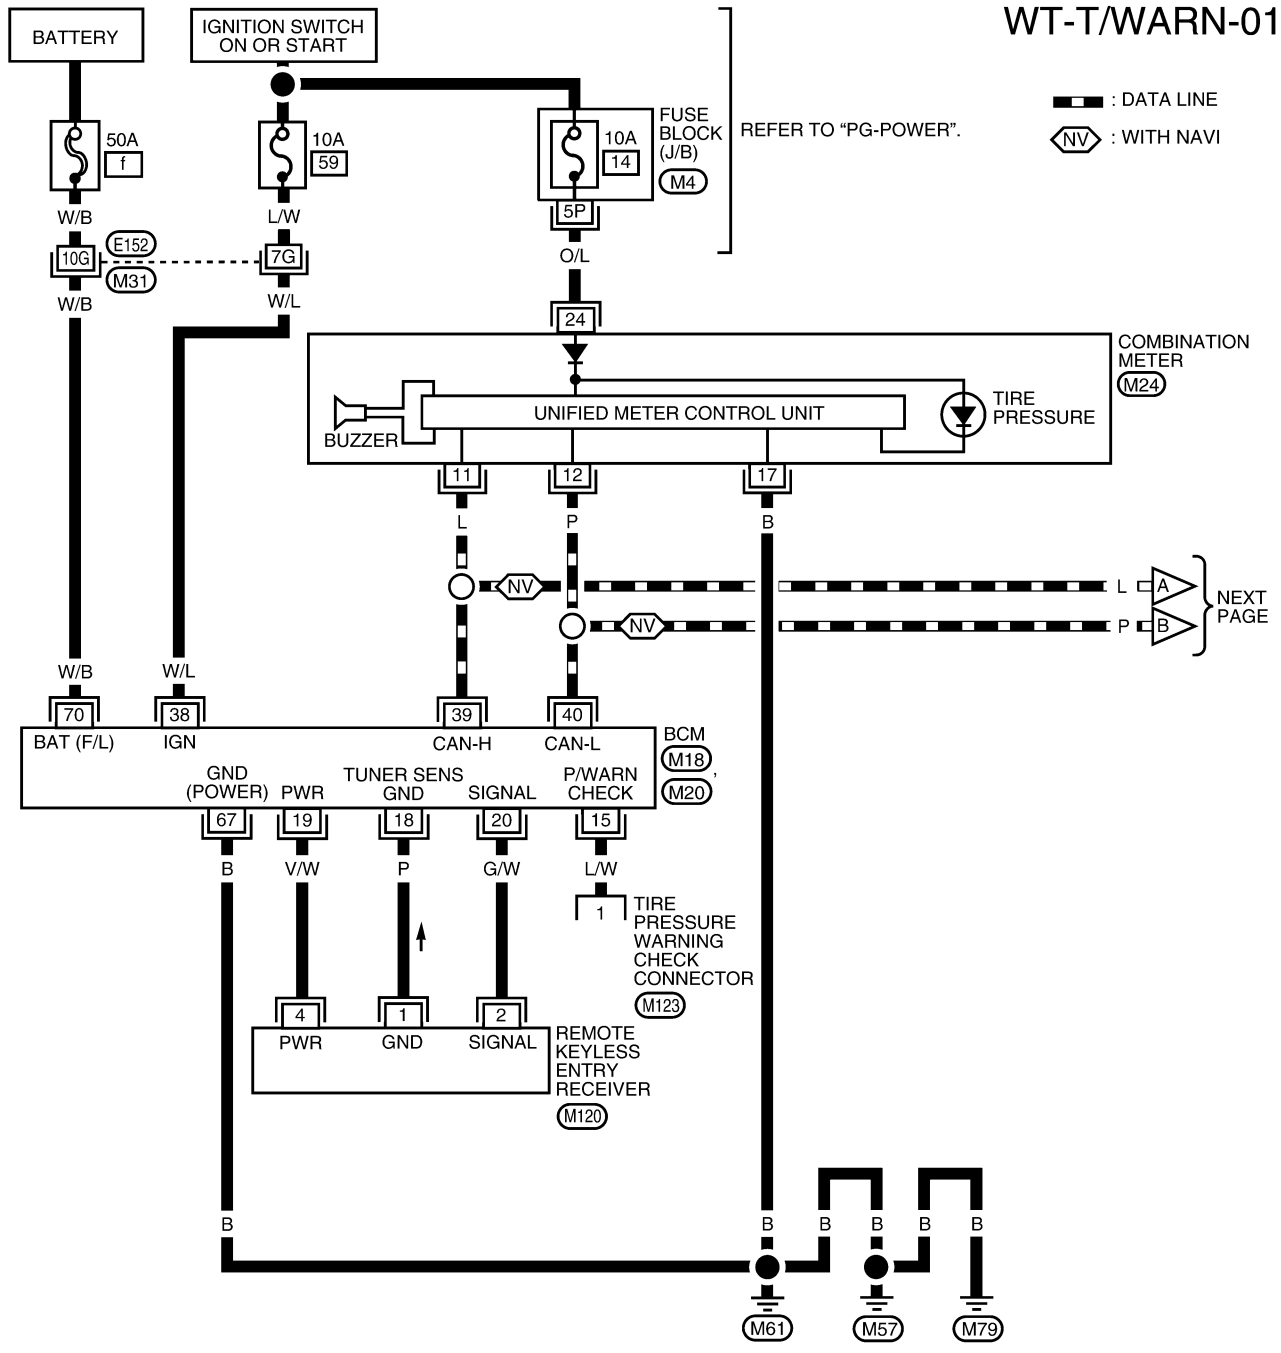 WT-T/WARN-01
BATTERY
IGNITION SWITCH
ON OR START
: DATA LINE
NV : WITH NAVI
REFER TO “PG-POWER”.
50A
f
10A
59
10A
14
FUSE
BLOCK
(J/B)
M4
5P
W/B
L/W
O/L
10G
E152
M31
7G
W/B
W/L
24
COMBINATION
METER
M24
TIRE
PRESSURE
UNIFIED METER CONTROL UNIT
BUZZER
11
12
17
L
P
B
NV
L
A
NV
P
B
NEXT
PAGE
W/B
W/L
70
38
39
40
BAT (F/L)
IGN
CAN-H
CAN-L
BCM
M18
,
M20
GND
(POWER)
PWR
TUNER SENS
GND
SIGNAL
P/WARN
CHECK
67
19
18
20
15
B
V/W
P
G/W
L/W
1
TIRE
PRESSURE
WARNING
CHECK
CONNECTOR
M123
4
1
2
PWR
GND
SIGNAL
REMOTE
KEYLESS
ENTRY
RECEIVER
M120
B
B
B
B
B
B
M61
M57
M79